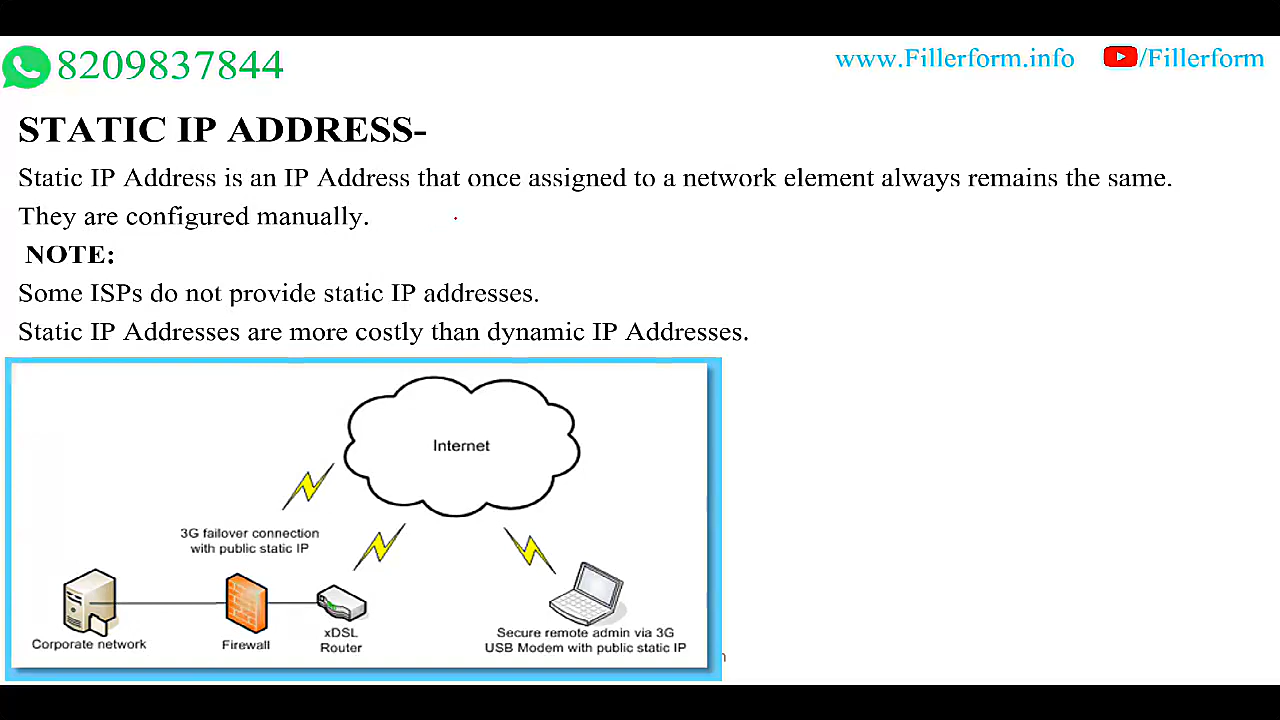 8209837844
www.Fillerform.info
/Fillerform
STATIC IP ADDRESS-
Static IP Address is an IP Address that once assigned to a network element always remains the same.
They are configured manually.
NOTE:
Some ISPs do not provide static IP addresses.
Static IP Addresses are more costly than dynamic IP Addresses.
Internet
3G failover connection
with public static IP
Corporate network
Firewall
xDSL
Router
Secure remote admin via 3G
USB Modem with public static IP